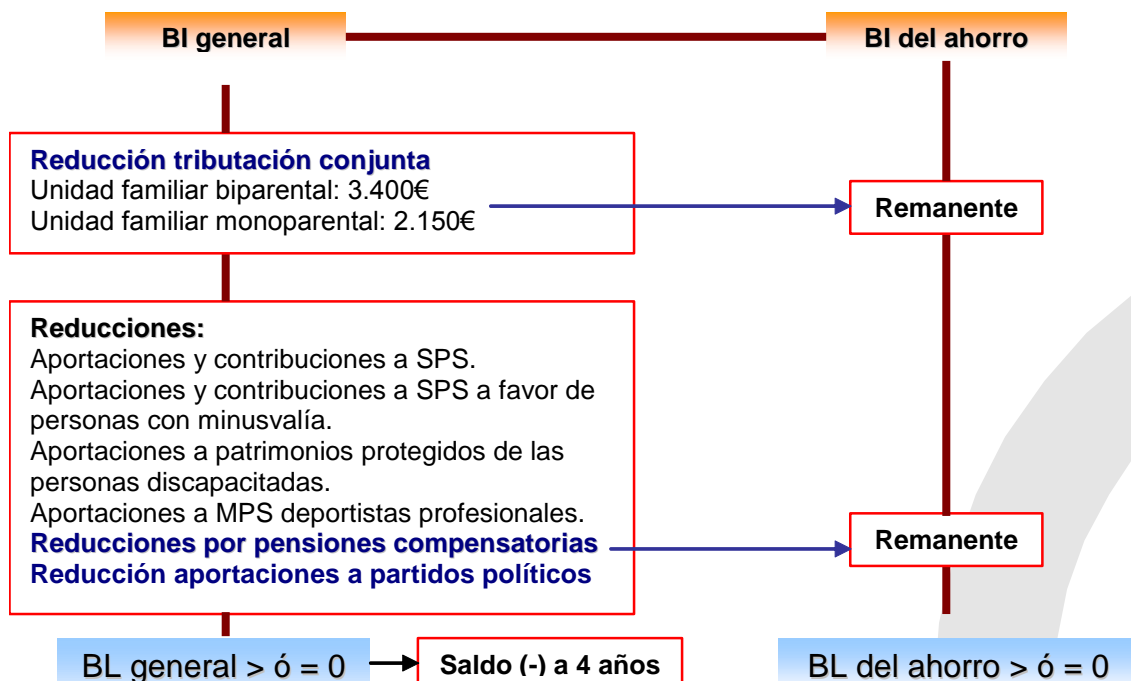 BI general
BI del ahorro
Reducción tributación conjunta
Unidad familiar biparental: 3.400€
Unidad familiar monoparental: 2.150€
Remanente
Reducciones:
Aportaciones y contribuciones a SPS.
Aportaciones y contribuciones a SPS a favor de
personas con minusvalía.
Aportaciones a patrimonios protegidos de las
personas discapacitadas.
Aportaciones a MPS deportistas profesionales.
Reducciones por pensiones compensatorias
Reducción aportaciones a partidos políticos
Remanente
BL general > ó = 0
Saldo (-) a 4 años
BL del ahorro > ó = 0